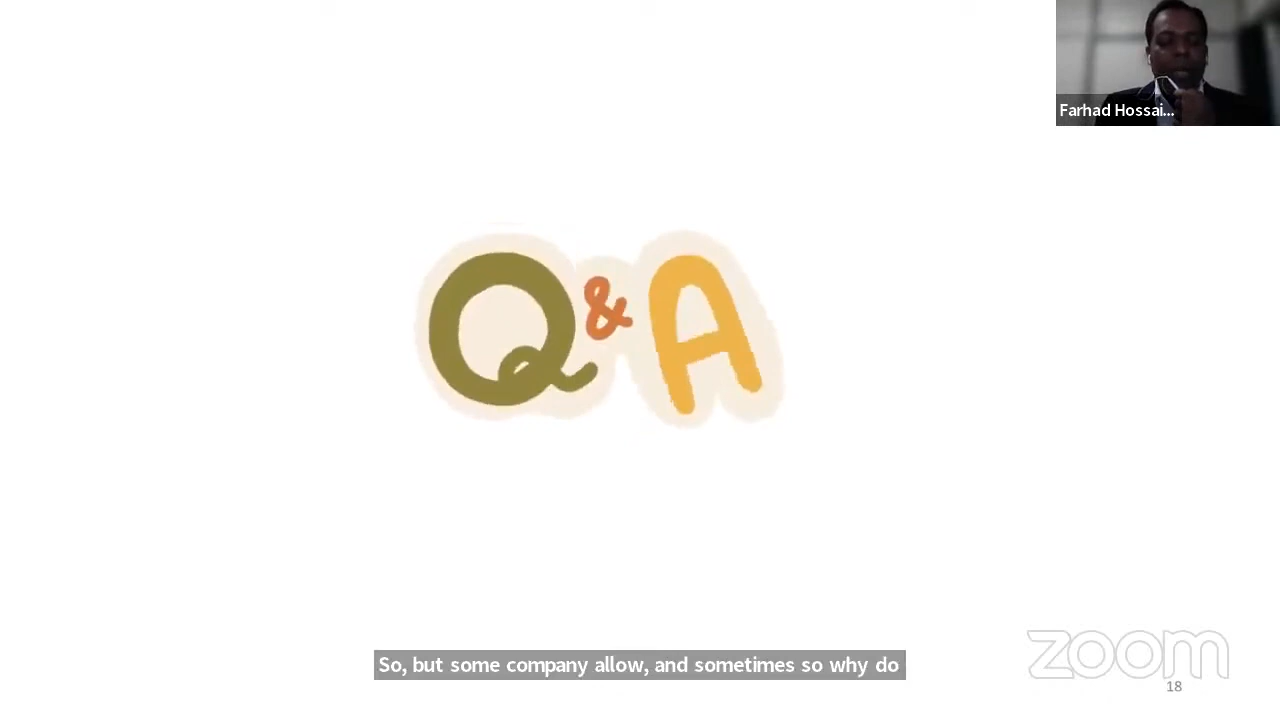 Farhad Hossai...
Q & A
So, but some company allow, and sometimes so why do
zoom
18